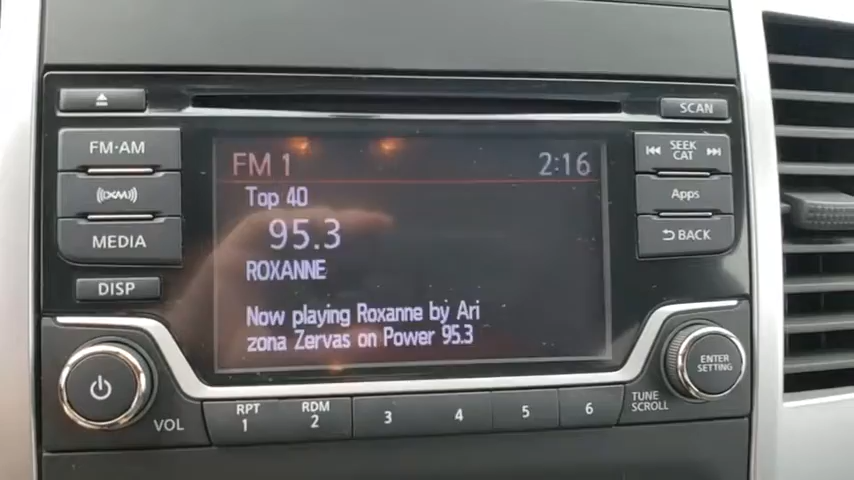 SCAN
FM·AM
SEEK
CAT
XM
Apps
MEDIA
BACK
DISP
FM 1 2:16
Top 40
95.3
ROXANNE
Now playing Roxanne by Ari
zona Zervas on Power 95.3
ENTER
SETTING
VOL
RPT
1
RDM
2
3
4
5
6
TUNE
SCROLL